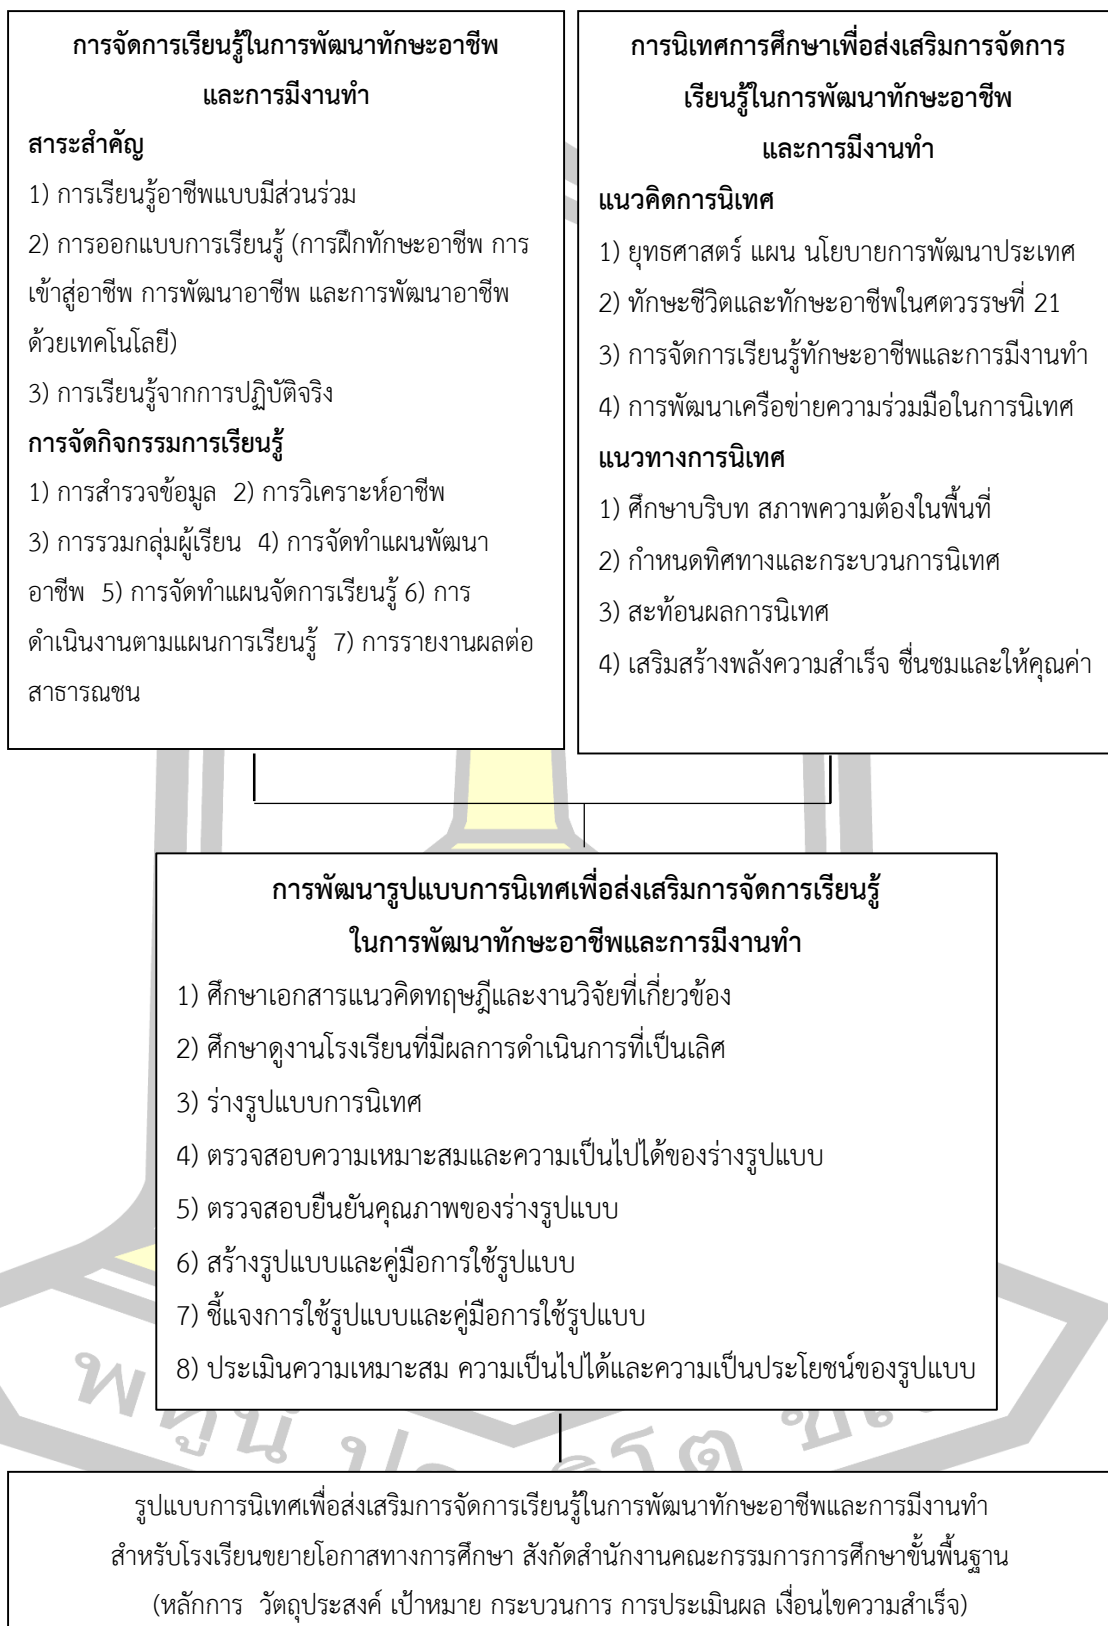 การจัดการเรียนรู้ในการพัฒนาทักษะอาชีพ
และการมีงานทำ
สาระสำคัญ
1) การเรียนรู้อาชีพแบบมีส่วนร่วม
2) การออกแบบการเรียนรู้ (การฝึกทักษะอาชีพ การ
เข้าสู่อาชีพ การพัฒนาอาชีพ และการพัฒนาอาชีพ
ด้วยเทคโนโลยี)
3) การเรียนรู้จากการปฏิบัติจริง
การจัดกิจกรรมการเรียนรู้
1) การสำรวจข้อมูล 2) การวิเคราะห์อาชีพ
3) การรวมกลุ่มผู้เรียน 4) การจัดทำแผนพัฒนา
อาชีพ 5) การจัดทำแผนจัดการเรียนรู้ 6) การ
ดำเนินงานตามแผนการเรียนรู้ 7) การรายงานผลต่อ
สาธารณชน
การนิเทศการศึกษาเพื่อส่งเสริมการจัดการ
เรียนรู้ในการพัฒนาทักษะอาชีพ
และการมีงานทำ
แนวคิดการนิเทศ
1) ยุทธศาสตร์ แผน นโยบายการพัฒนาประเทศ
2) ทักษะชีวิตและทักษะอาชีพในศตวรรษที่ 21
3) การจัดการเรียนรู้ทักษะอาชีพและการมีงานทำ
4) การพัฒนาเครือข่ายความร่วมมือในการนิเทศ
แนวทางการนิเทศ
1) ศึกษาบริบท สภาพความต้องในพื้นที่
2) กำหนดทิศทางและกระบวนการนิเทศ
3) สะท้อนผลการนิเทศ
4) เสริมสร้างพลังความสำเร็จ ชื่นชมและให้คุณค่า
การพัฒนารูปแบบการนิเทศเพื่อส่งเสริมการจัดการเรียนรู้
ในการพัฒนาทักษะอาชีพและการมีงานทำ
1) ศึกษาเอกสารแนวคิดทฤษฎีและงานวิจัยที่เกี่ยวข้อง
2) ศึกษาดูงานโรงเรียนที่มีผลการดำเนินการที่เป็นเลิศ
3) ร่างรูปแบบการนิเทศ
4) ตรวจสอบความเหมาะสมและความเป็นไปได้ของร่างรูปแบบ
5) ตรวจสอบยืนยันคุณภาพของร่างรูปแบบ
6) สร้างรูปแบบและคู่มือการใช้รูปแบบ
7) ชี้แจงการใช้รูปแบบและคู่มือการใช้รูปแบบ
8) ประเมินความเหมาะสม ความเป็นไปได้และความเป็นประโยชน์ของรูปแบบ
รูปแบบการนิเทศเพื่อส่งเสริมการจัดการเรียนรู้ในการพัฒนาทักษะอาชีพและการมีงานทำ
สำหรับโรงเรียนขยายโอกาสทางการศึกษา สังกัดสำนักงานคณะกรรมการการศึกษาขั้นพื้นฐาน
(หลักการ วัตถุประสงค์ เป้าหมาย กระบวนการ การประเมินผล เงื่อนไขความสำเร็จ)